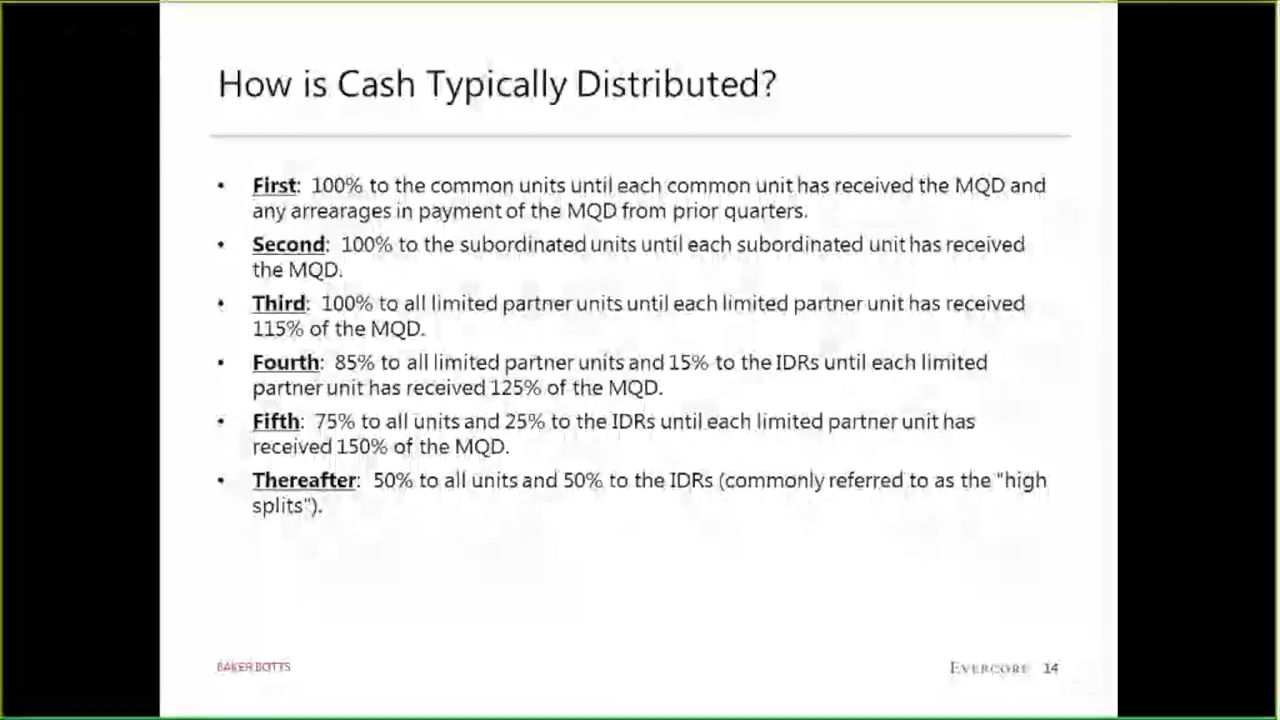 How is Cash Typically Distributed?
• First: 100% to the common units until each common unit has received the MQD and
any arrearages in payment of the MQD from prior quarters.
• Second: 100% to the subordinated units until each subordinated unit has received
the MQD.
• Third: 100% to all limited partner units until each limited partner unit has received
115% of the MQD.
• Fourth: 85% to all limited partner units and 15% to the IDRs until each limited
partner unit has received 125% of the MQD.
• Fifth: 75% to all units and 25% to the IDRs until each limited partner unit has
received 150% of the MQD.
• Thereafter: 50% to all units and 50% to the IDRs (commonly referred to as the "high
splits").
BAKER BOTTS
EVERCORE 14